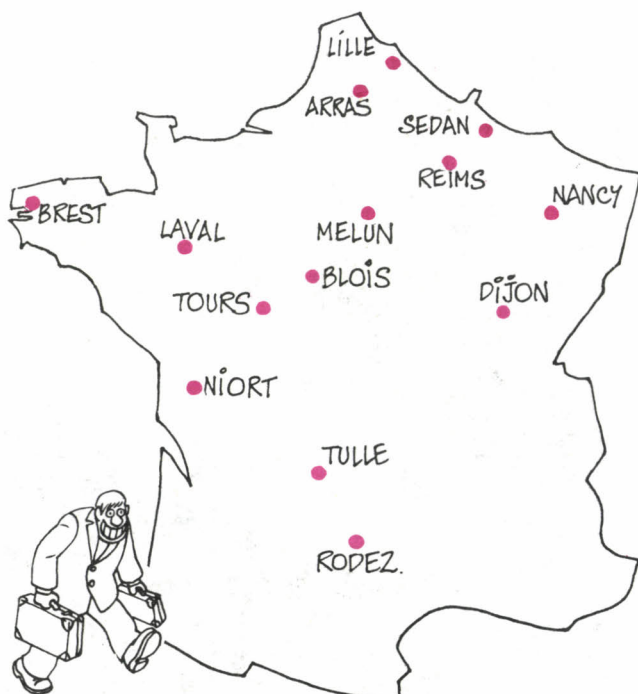 LILLE
ARRAS
SEDAN
REIMS
NANCY
BREST
LAVAL
MELUN
BLOIS
DIJON
TOURS
NIORT
TULLE
RODEZ.